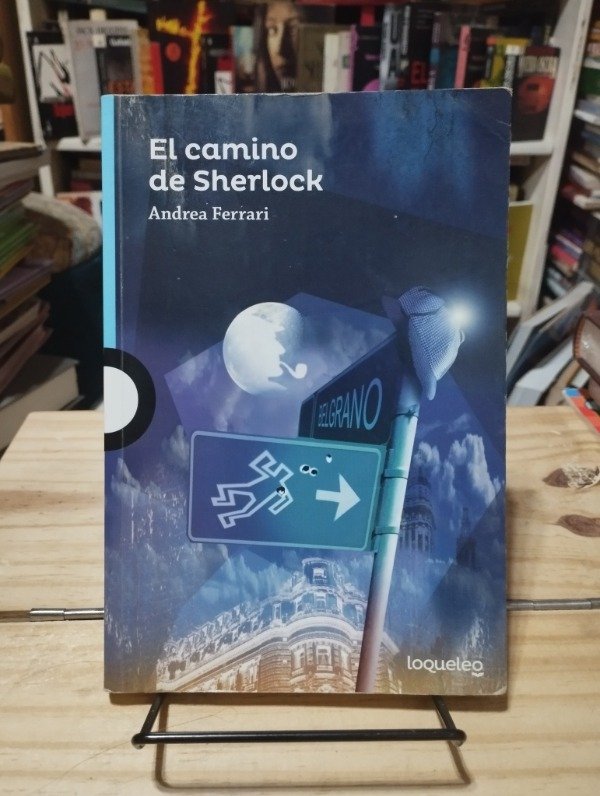 El camino
de Sherlock
Andrea Ferrari
BELGRANO
loqueleo